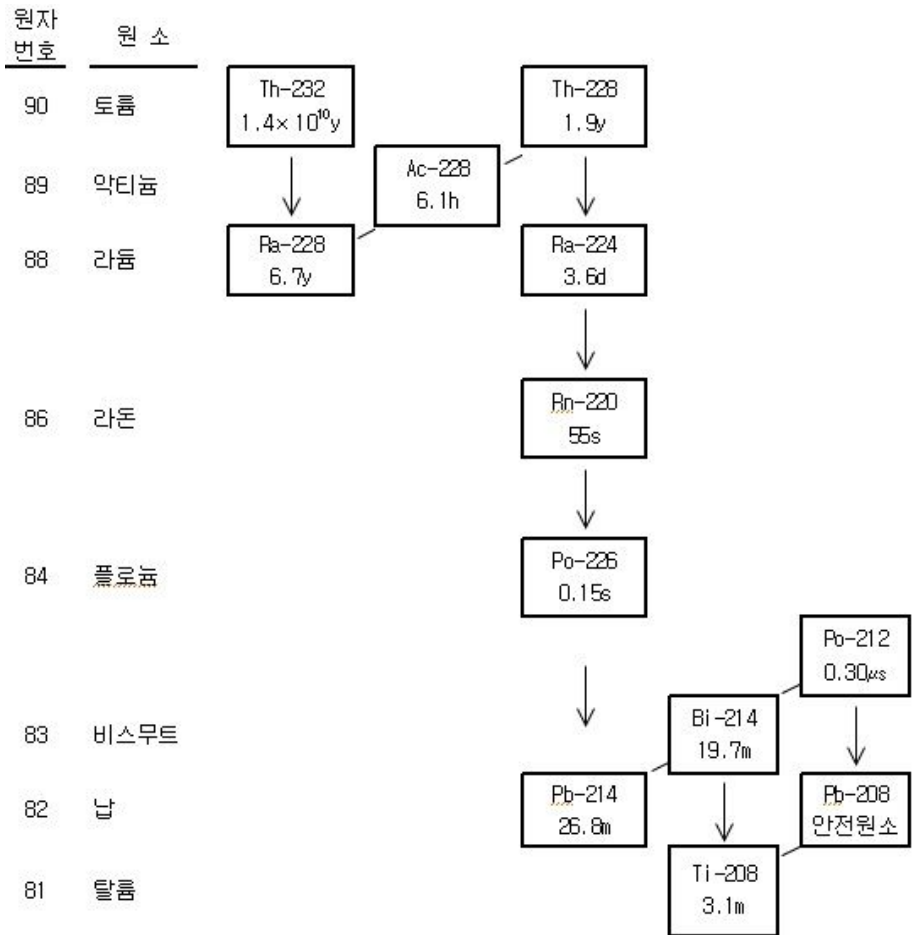 원자
번호
원 소
90
토륨
Th-232
1.4×10¹⁰y
Th-228
1.9y
89
악티늄
Ac-228
6.1h
88
라듐
Ra-228
6.7y
Ra-224
3.6d
86
라돈
Rn-220
55s
84
플로늄
Po-226
0.15s
Po-212
0.30μs
83
비스무트
Bi-214
19.7m
82
납
Pb-214
26.8m
Pb-208
안전원소
81
탈륨
Ti-208
3.1m